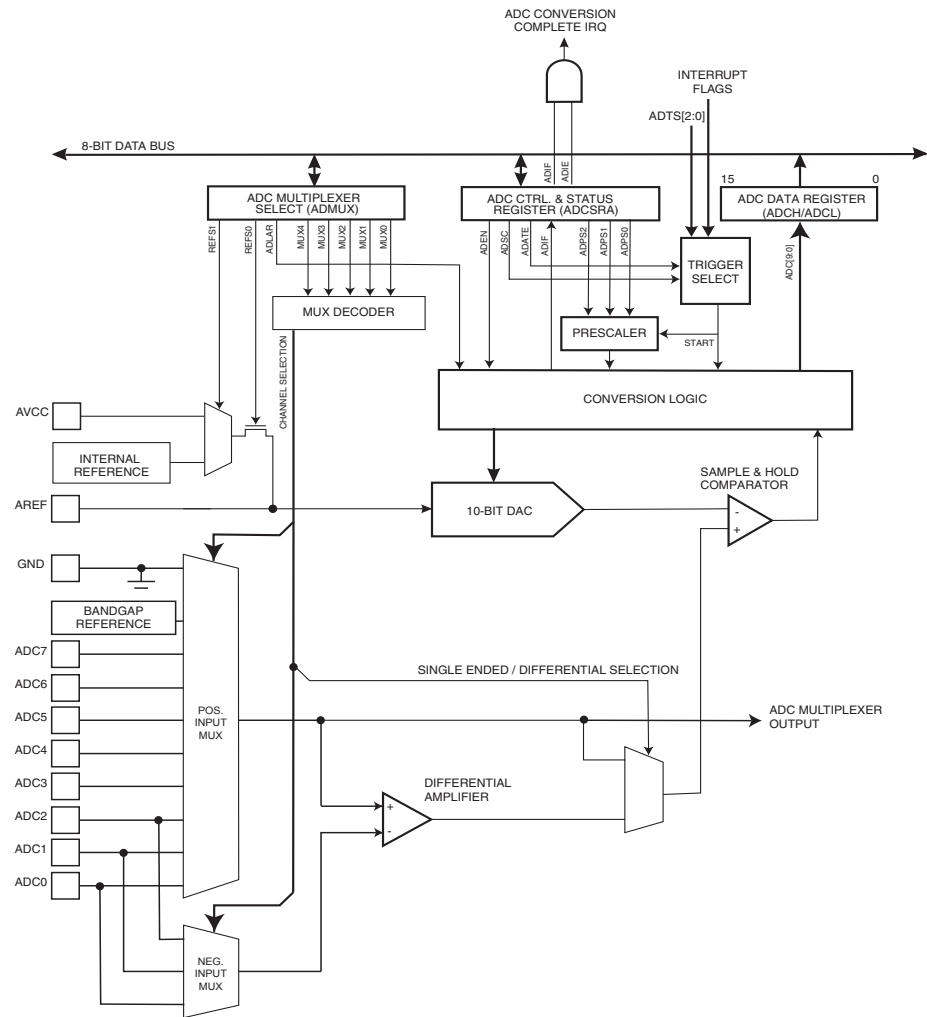 ADC CONVERSION
COMPLETE IRQ
INTERRUPT
FLAGS
ADTS[2:0]
8-BIT DATA BUS
ADIF
ADIE
15
0
ADC MULTIPLEXER
SELECT (ADMUX)
ADC CTRL. & STATUS
REGISTER (ADCSRA)
ADC DATA REGISTER
(ADCH/ADCL)
REFS1
REFS0
ADLAR
MUX4
MUX3
MUX2
MUX1
MUX0
ADEN
ADSC
ADATE
ADIF
ADPS2
ADPS1
ADPS0
ADC[9:0]
TRIGGER
SELECT
MUX DECODER
PRESCALER
START
CHANNEL SELECTION
CONVERSION LOGIC
AVCC
INTERNAL
REFERENCE
SAMPLE & HOLD
COMPARATOR
AREF
10-BIT DAC
-
+
GND
BANDGAP
REFERENCE
ADC7
SINGLE ENDED / DIFFERENTIAL SELECTION
ADC6
ADC5
POS.
INPUT
MUX
ADC MULTIPLEXER
OUTPUT
ADC4
ADC3
DIFFERENTIAL
AMPLIFIER
ADC2
+
-
ADC1
ADC0
NEG.
INPUT
MUX